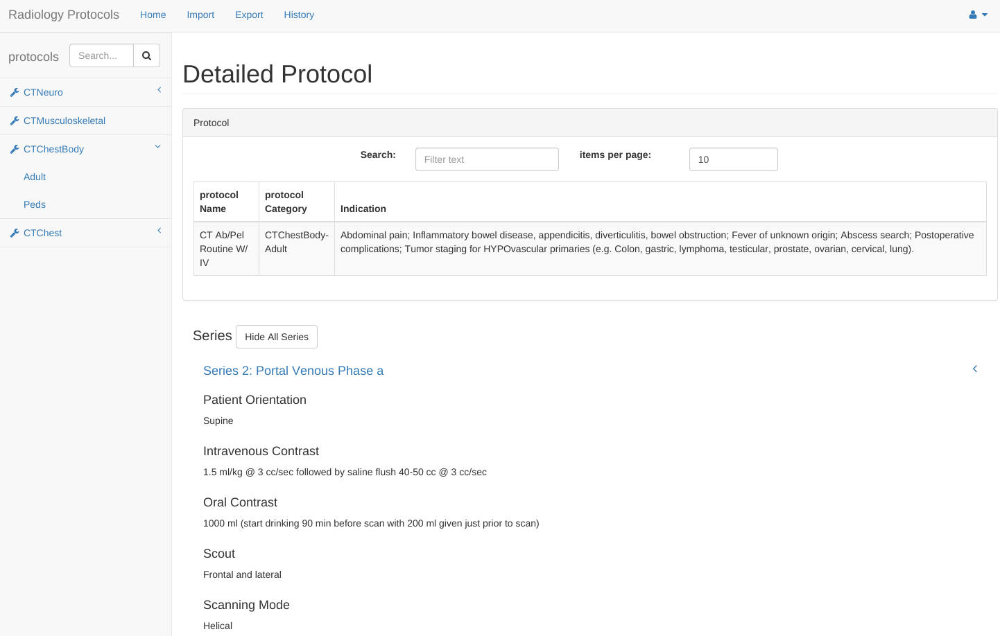 Radiology Protocols Home Import Export History
protocols Search...
CTNeuro
CTMusculoskeletal
CTChestBody
Adult
Peds
CTChest
Detailed Protocol
Protocol
Search: Filter text items per page: 10
protocol Name
protocol Category
Indication
CT Ab/Pel
Routine W/
IV
CTChestBody-
Adult
Abdominal pain; Inflammatory bowel disease, appendicitis, diverticulitis, bowel obstruction; Fever of unknown origin; Abscess search; Postoperative
complications; Tumor staging for HYPOvascular primaries (e.g. Colon, gastric, lymphoma, testicular, prostate, ovarian, cervical, lung).
Series Hide All Series
Series 2: Portal Venous Phase a
Patient Orientation
Supine
Intravenous Contrast
1.5 ml/kg @ 3 cc/sec followed by saline flush 40-50 cc @ 3 cc/sec
Oral Contrast
1000 ml (start drinking 90 min before scan with 200 ml given just prior to scan)
Scout
Frontal and lateral
Scanning Mode
Helical